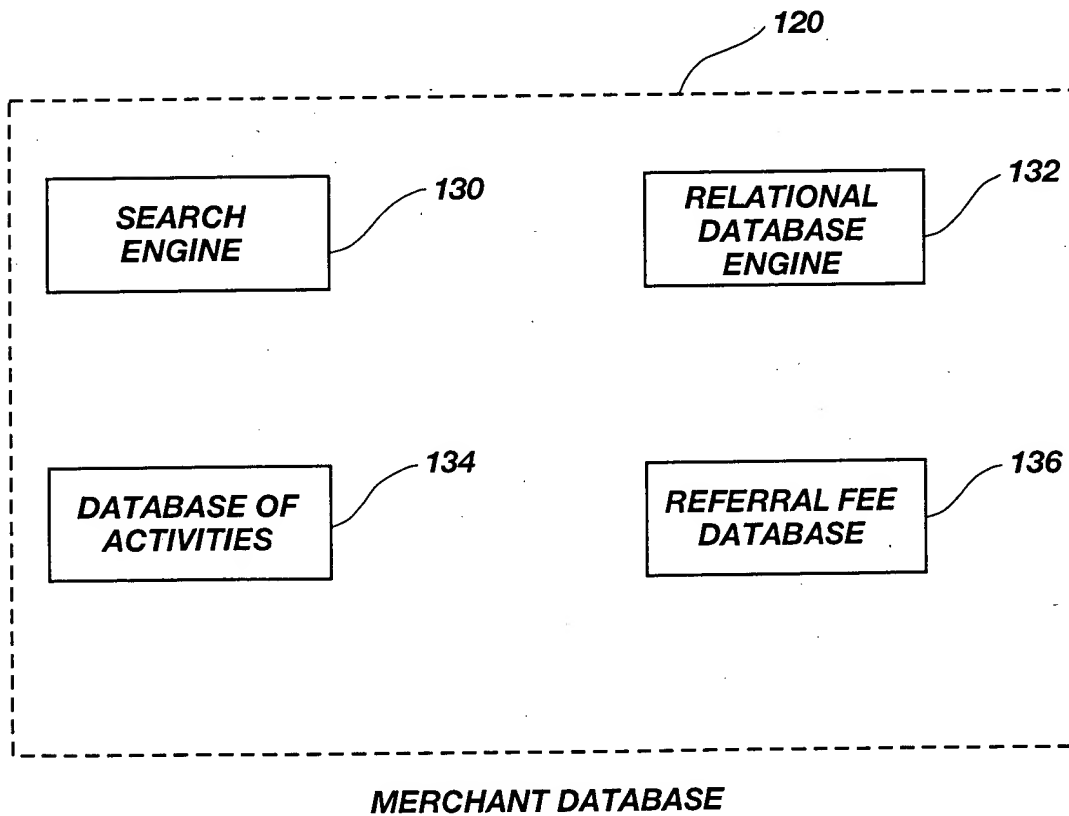 120
SEARCH
ENGINE
130
RELATIONAL
DATABASE
ENGINE
132
DATABASE OF
ACTIVITIES
134
REFERRAL FEE
DATABASE
136
MERCHANT DATABASE